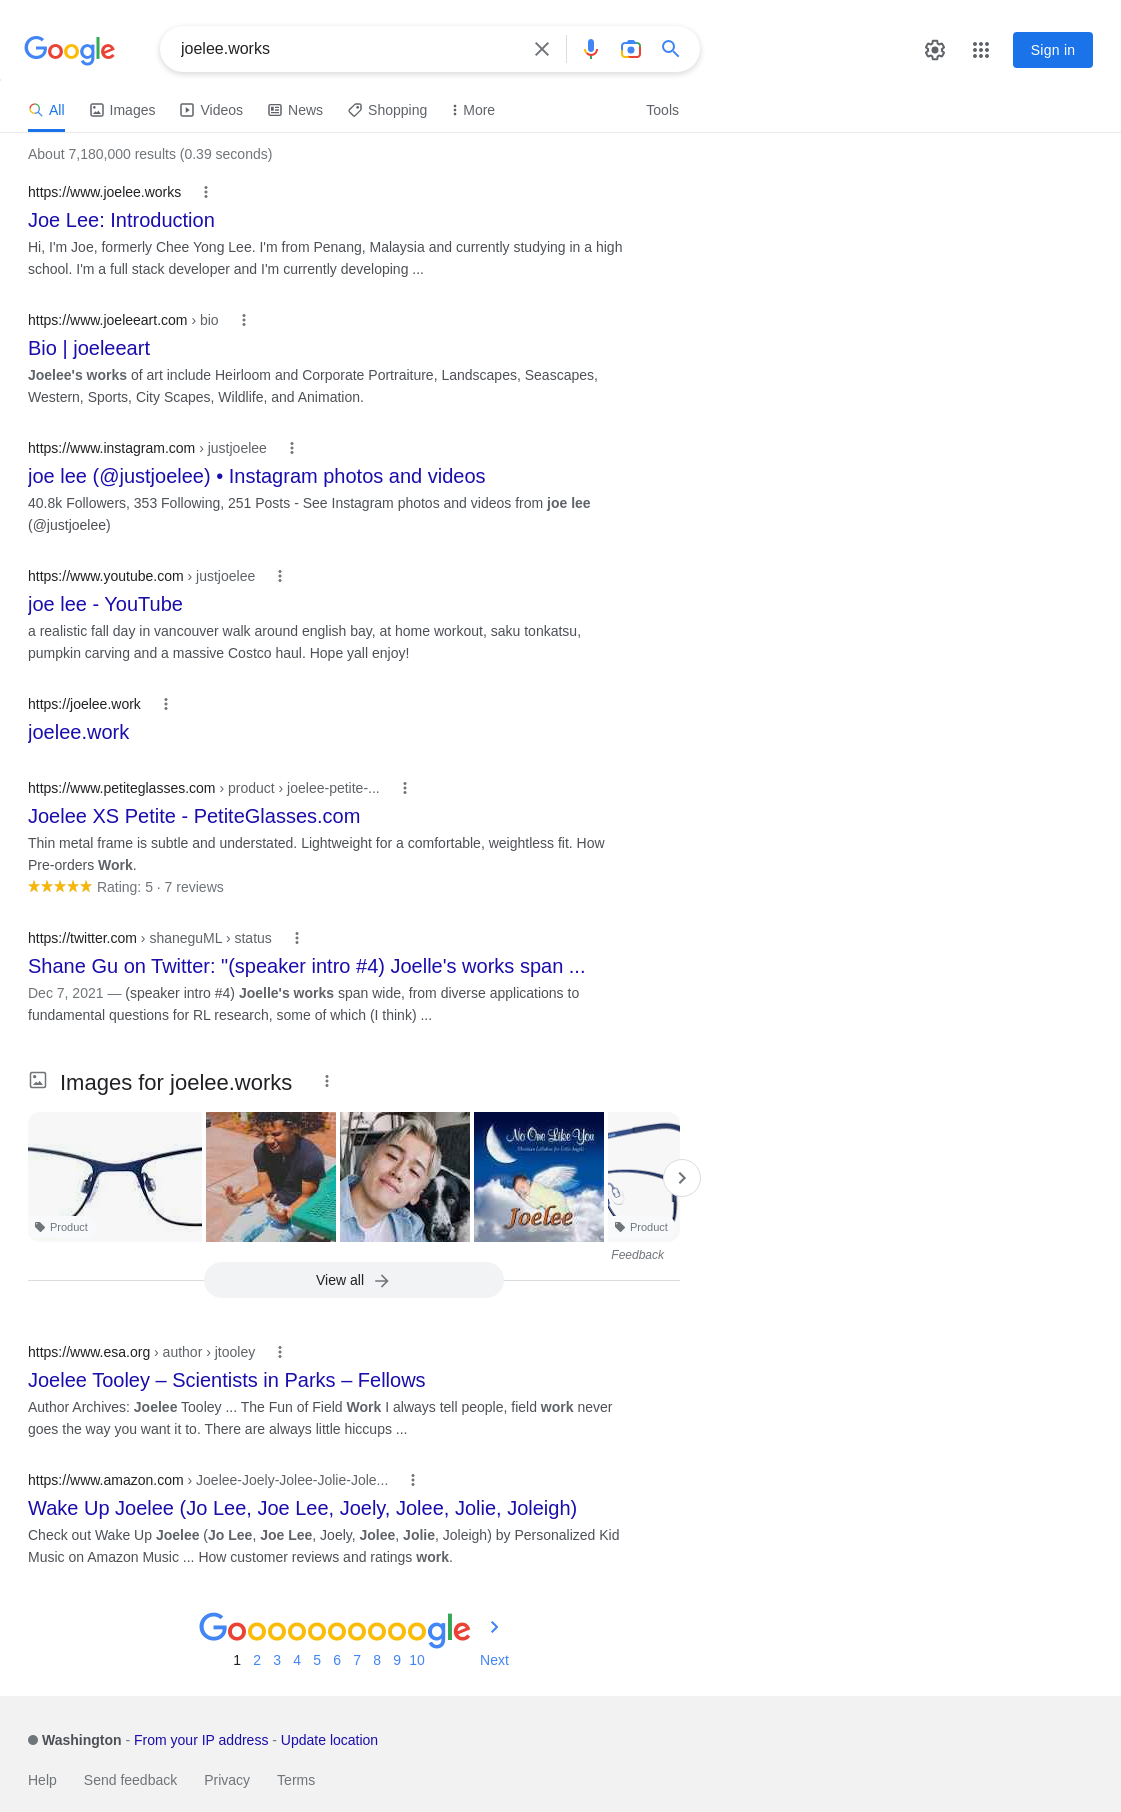 Google
joelee.works
Sign in
All Images Videos News Shopping More Tools
About 7,180,000 results (0.39 seconds)
https://www.joelee.works
Joe Lee: Introduction
Hi, I'm Joe, formerly Chee Yong Lee. I'm from Penang, Malaysia and currently studying in a high
school. I'm a full stack developer and I'm currently developing ...
https://www.joeleeart.com › bio
Bio | joeleeart
Joelee's works of art include Heirloom and Corporate Portraiture, Landscapes, Seascapes,
Western, Sports, City Scapes, Wildlife, and Animation.
https://www.instagram.com › justjoelee
joe lee (@justjoelee) • Instagram photos and videos
40.8k Followers, 353 Following, 251 Posts - See Instagram photos and videos from joe lee
(@justjoelee)
https://www.youtube.com › justjoelee
joe lee - YouTube
a realistic fall day in vancouver walk around english bay, at home workout, saku tonkatsu,
pumpkin carving and a massive Costco haul. Hope yall enjoy!
https://joelee.work
joelee.work
https://www.petiteglasses.com › product › joelee-petite-...
Joelee XS Petite - PetiteGlasses.com
Thin metal frame is subtle and understated. Lightweight for a comfortable, weightless fit. How
Pre-orders Work.
Rating: 5 · 7 reviews
https://twitter.com › shaneguML › status
Shane Gu on Twitter: "(speaker intro #4) Joelle's works span ...
Dec 7, 2021 — (speaker intro #4) Joelle's works span wide, from diverse applications to
fundamental questions for RL research, some of which (I think) ...
Images for joelee.works
No One Like You
Joelee
Product
Product
Feedback
View all
https://www.esa.org › author › jtooley
Joelee Tooley – Scientists in Parks – Fellows
Author Archives: Joelee Tooley ... The Fun of Field Work I always tell people, field work never
goes the way you want it to. There are always little hiccups ...
https://www.amazon.com › Joelee-Joely-Jolee-Jolie-Jole...
Wake Up Joelee (Jo Lee, Joe Lee, Joely, Jolee, Jolie, Joleigh)
Check out Wake Up Joelee (Jo Lee, Joe Lee, Joely, Jolee, Jolie, Joleigh) by Personalized Kid
Music on Amazon Music ... How customer reviews and ratings work.
Goooooooooogle
1 2 3 4 5 6 7 8 9 10 Next
Washington - From your IP address - Update location
Help Send feedback Privacy Terms